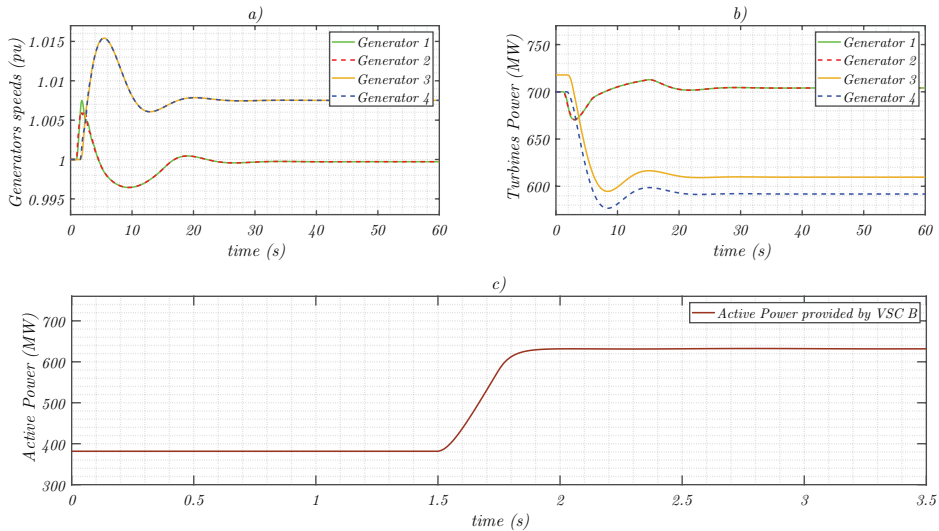 a)
Generators speeds (pu)
1.015
1.01
1.005
1
0.995
Generator 1
Generator 2
Generator 3
Generator 4
0 10 20 30 40 50 60
time (s)
b)
Turbines Power (MW)
750
700
650
600
Generator 1
Generator 2
Generator 3
Generator 4
0 10 20 30 40 50 60
time (s)
c)
Active Power (MW)
700
600
500
400
300
Active Power provided by VSC B
0 0.5 1 1.5 2 2.5 3 3.5
time (s)